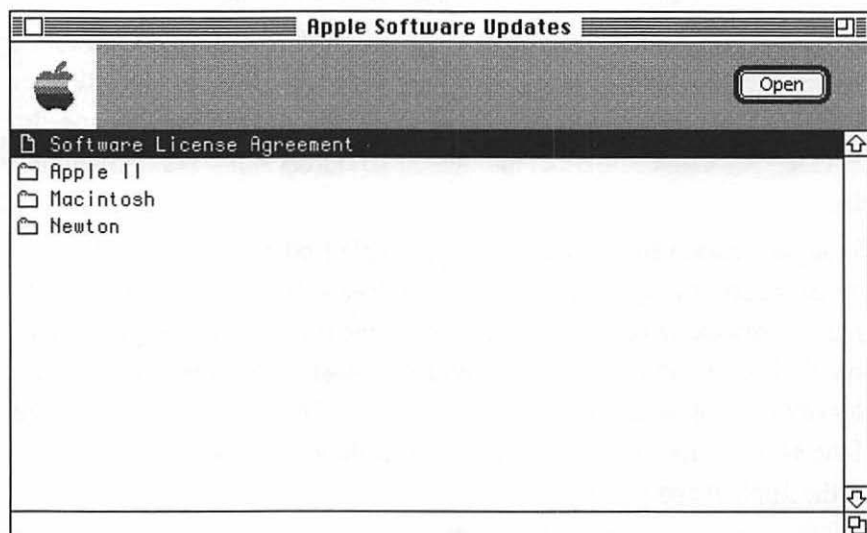 Apple Software Updates
Open
Software License Agreement
Apple II
Macintosh
Newton